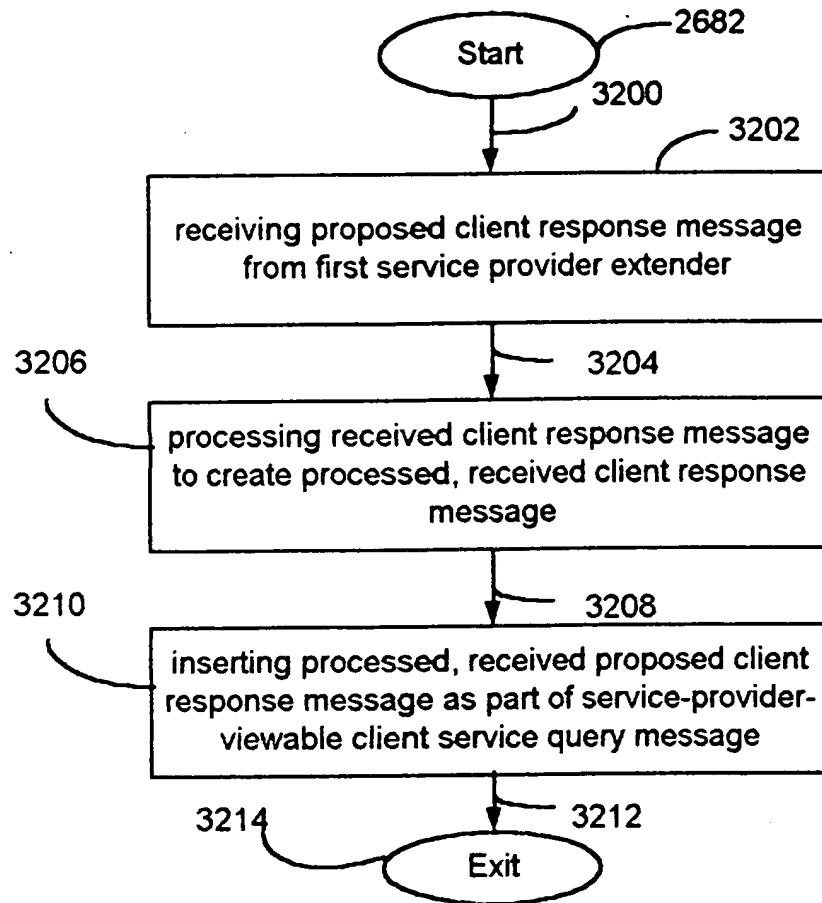 2682
Start
3200
3202
receiving proposed client response message
from first service provider extender
3206
3204
processing received client response message
to create processed, received client response
message
3210
3208
inserting processed, received proposed client
response message as part of service-provider-
viewable client service query message
3214
3212
Exit